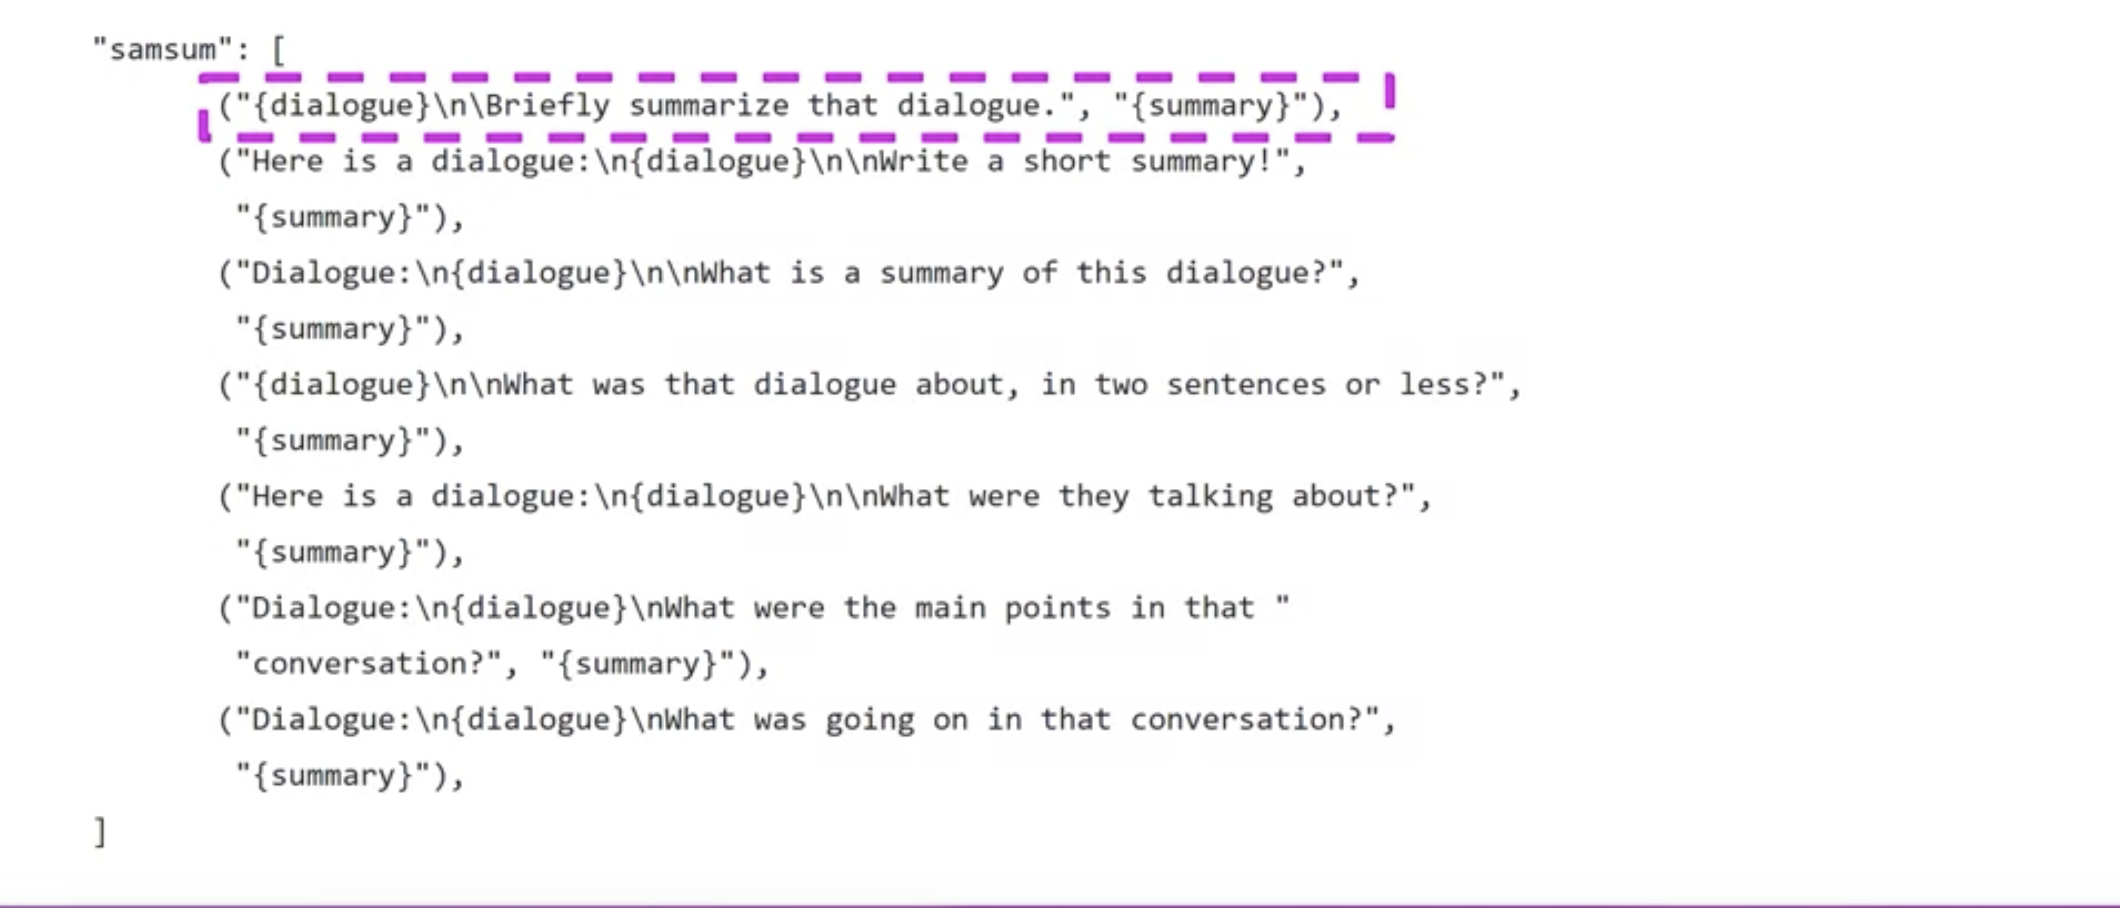 "samsum": [
("{dialogue}\n\Briefly summarize that dialogue.", "{summary}"),
("Here is a dialogue:\n{dialogue}\n\nWrite a short summary!",
"{summary}"),
("Dialogue:\n{dialogue}\n\nWhat is a summary of this dialogue?",
"{summary}"),
("{dialogue}\n\nWhat was that dialogue about, in two sentences or less?",
"{summary}"),
("Here is a dialogue:\n{dialogue}\n\nWhat were they talking about?",
"{summary}"),
("Dialogue:\n{dialogue}\nWhat were the main points in that "
"conversation?", "{summary}"),
("Dialogue:\n{dialogue}\nWhat was going on in that conversation?",
"{summary}"),
]